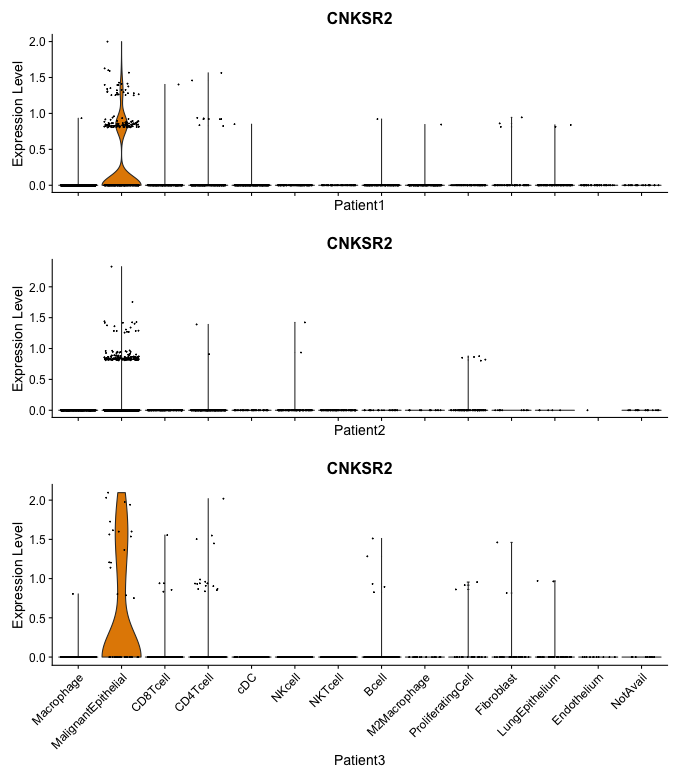 CNKSR2
Expression Level
2.0
1.5
1.0
0.5
0.0
Patient1
CNKSR2
Expression Level
2.0
1.5
1.0
0.5
0.0
Patient2
CNKSR2
Expression Level
2.0
1.5
1.0
0.5
0.0
Macrophage
MalignantEpithelial
CD8Tcell
CD4Tcell
cDC
NKcell
NKTcell
Bcell
M2Macrophage
ProliferatingCell
Fibroblast
LungEpithelium
Endothelium
NotAvail
Patient3